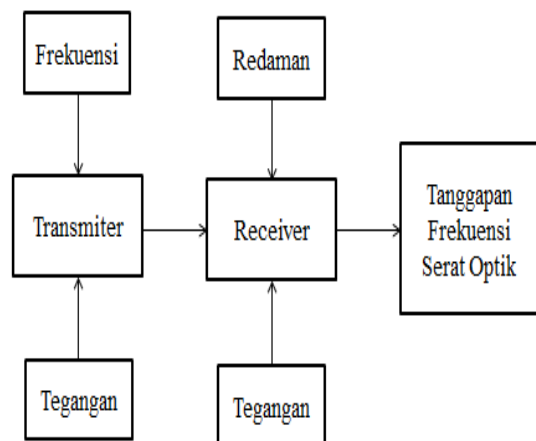 Frekuensi
Redaman
Transmiter
Receiver
Tanggapan
Frekuensi
Serat Optik
Tegangan
Tegangan